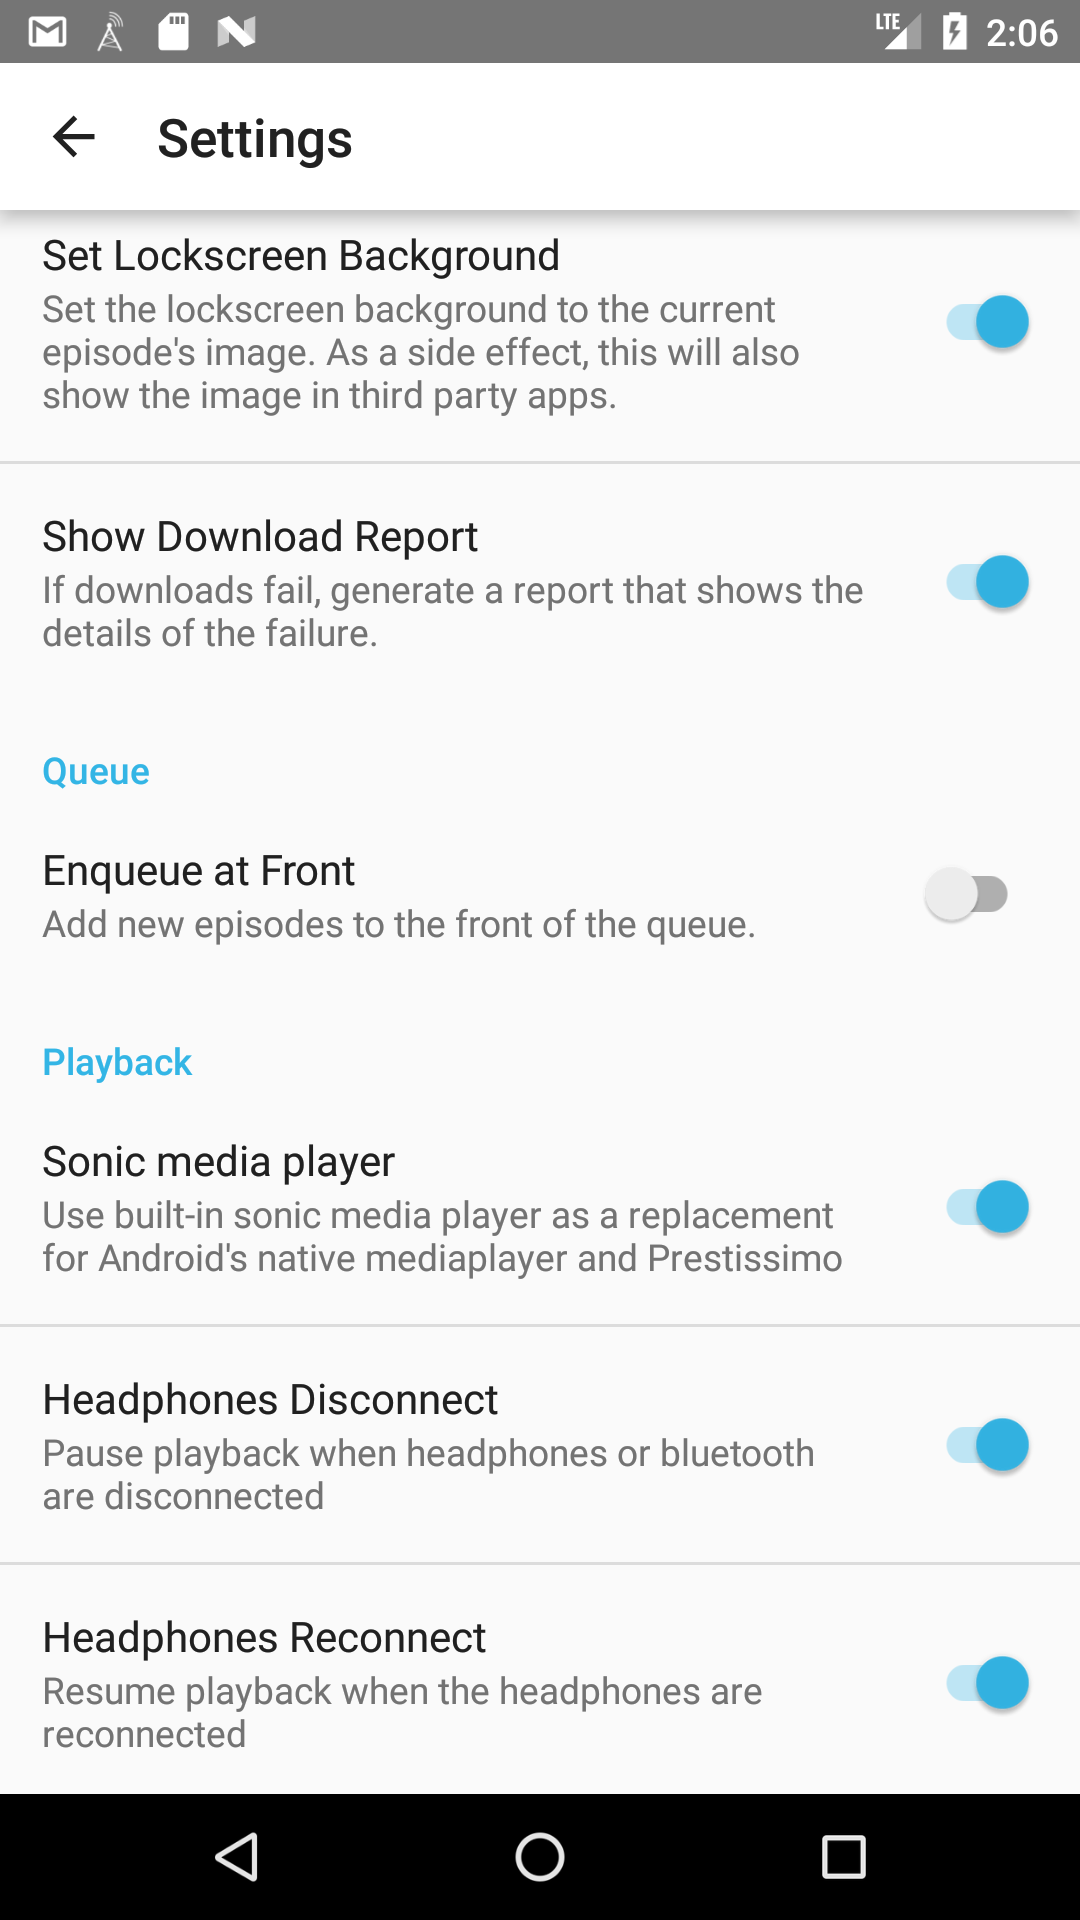 LTE 2:06
Settings
Set Lockscreen Background
Set the lockscreen background to the current
episode's image. As a side effect, this will also
show the image in third party apps.
Show Download Report
If downloads fail, generate a report that shows the
details of the failure.
Queue
Enqueue at Front
Add new episodes to the front of the queue.
Playback
Sonic media player
Use built-in sonic media player as a replacement
for Android's native mediaplayer and Prestissimo
Headphones Disconnect
Pause playback when headphones or bluetooth
are disconnected
Headphones Reconnect
Resume playback when the headphones are
reconnected